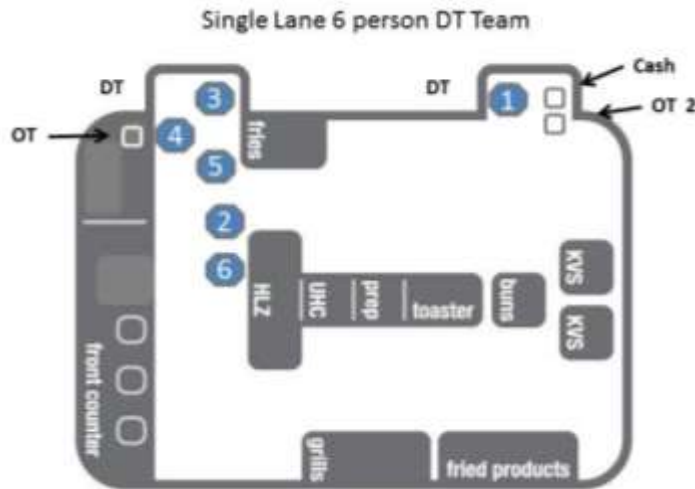 Single Lane 6 person DT Team
Cash
DT
DT
3
1
OT 2
OT
4
fries
5
2
6
HLZ
UHC
prep
toaster
buns
KVS
KVS
front counter
grills
fried products